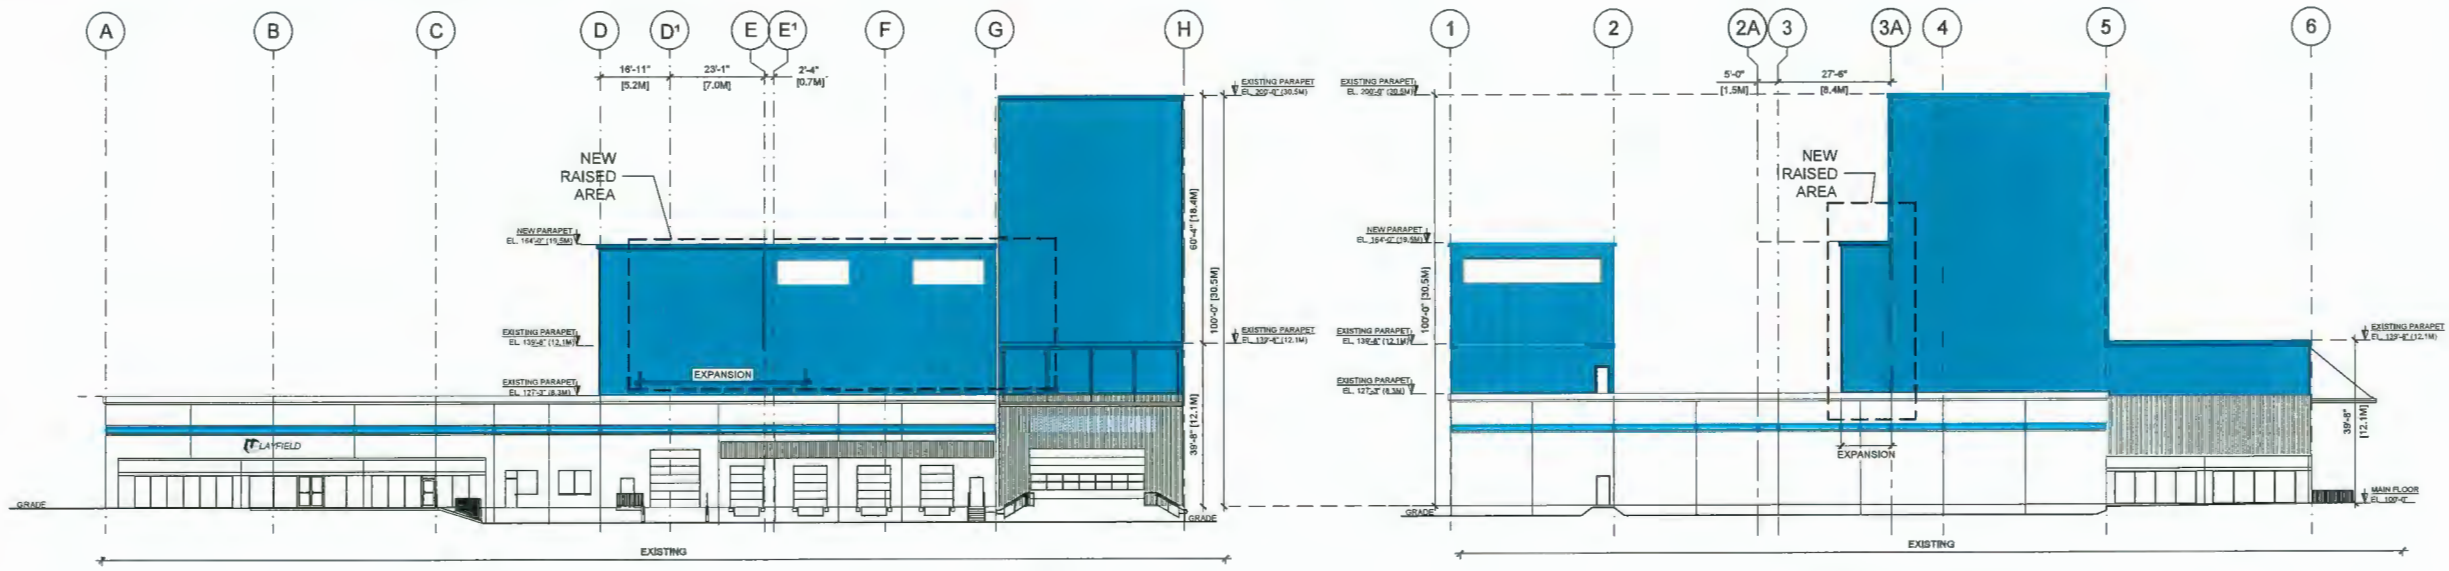 A B C D D¹ E E¹ F G H
16'-11" 23'-1" 2'-4"
[5.2M] [7.0M] [0.7M]
EXISTING PARAPET
EL. 200'-0" (30.5M)
NEW
RAISED
AREA
NEW PARAPET
EL. 164'-0" (19.5M)
60'-4" [18.4M]
100'-0" [30.5M]
EXISTING PARAPET
EL. 139'-8" (12.1M)
EXISTING PARAPET
EL. 139'-8" (12.1M)
EXPANSION
EXISTING PARAPET
EL. 127'-3" (8.3M)
39'-8" [12.1M]
LAYFIELD
GRADE
GRADE
EXISTING
1 2 2A 3 3A 4 5 6
5'-0" 27'-6"
[1.5M] [8.4M]
EXISTING PARAPET
EL. 200'-0" (30.5M)
NEW
RAISED
AREA
NEW PARAPET
EL. 164'-0" (19.5M)
100'-0" [30.5M]
EXISTING PARAPET
EL. 139'-8" (12.1M)
EXISTING PARAPET
EL. 139'-8" (12.1M)
EXISTING PARAPET
EL. 127'-3" (8.3M)
39'-8"
[12.1M]
EXPANSION
MAIN FLOOR
EL. 100'-0"
GRADE
EXISTING